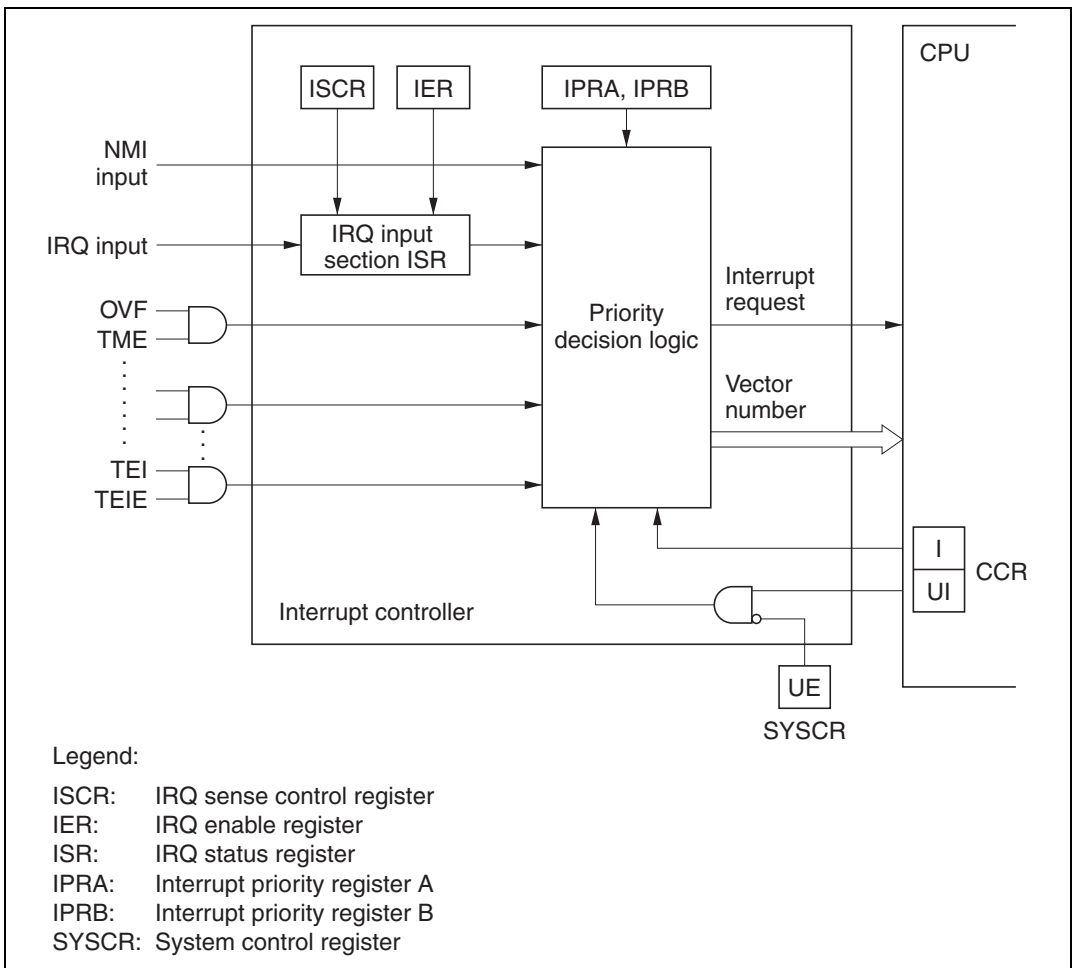 CPU
ISCR
IER
IPRA, IPRB
NMI
input
IRQ input
IRQ input
section ISR
OVF
TME
Priority
decision logic
Interrupt
request
Vector
number
TEI
TEIE
I
UI
CCR
Interrupt controller
UE
SYSCR
Legend:
ISCR: IRQ sense control register
IER: IRQ enable register
ISR: IRQ status register
IPRA: Interrupt priority register A
IPRB: Interrupt priority register B
SYSCR: System control register